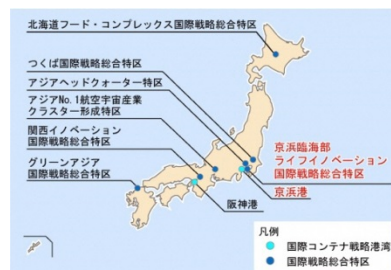 北海道フード・コンプレックス国際戦略総合特区
つくば国際戦略総合特区
アジアヘッドクォーター特区
アジアNo.1航空宇宙産業
クラスター形成特区
関西イノベーション
国際戦略総合特区
グリーンアジア
国際戦略総合特区
京浜臨海部
ライフイノベーション
国際戦略総合特区
京浜港
阪神港
凡例
国際コンテナ戦略港湾
国際戦略総合特区